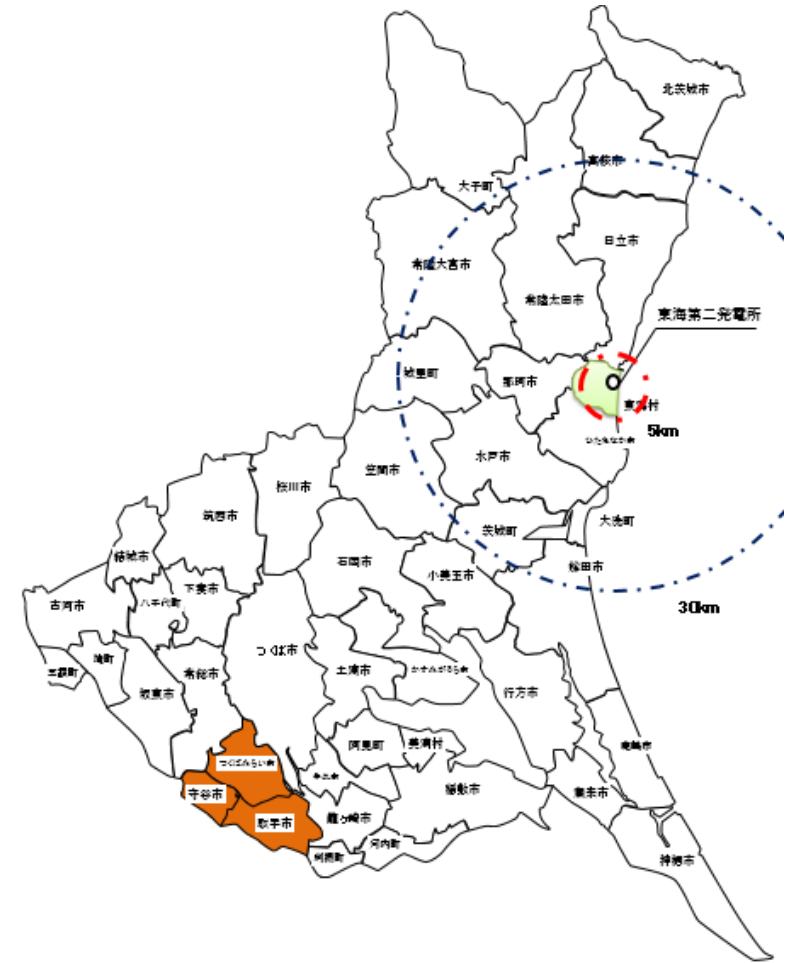 北茨城市
高萩市
大子町
日立市
常陸大宮市
常陸太田市
東海第二発電所
城里町
那珂市
東海村
5km
ひたちなか市
水戸市
笠間市
桜川市
筑西市
茨城町
大洗町
結城市
石岡市
小美玉市
鉾田市
下妻市
八千代町
古河市
30km
つくば市
境町
五霞町
坂東市
常総市
土浦市
かすみがうら市
行方市
阿見町
美浦村
鹿嶋市
つくばみらい市
牛久市
稲敷市
潮来市
守谷市
取手市
龍ヶ崎市
河内町
利根町
神栖市